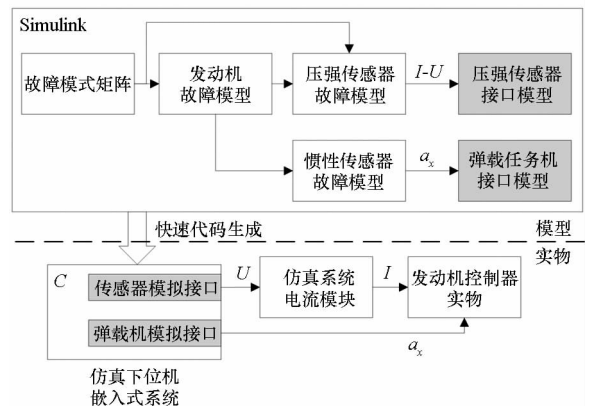 Simulink
故障模式矩阵
发动机
故障模型
压强传感器
故障模型
I-U
压强传感器
接口模型
惯性传感器
故障模型
aₓ
弹载任务机
接口模型
快速代码生成
模型
实物
C
传感器模拟接口
U
仿真系统
电流模块
I
发动机控制器
实物
弹载机模拟接口
aₓ
仿真下位机
嵌入式系统